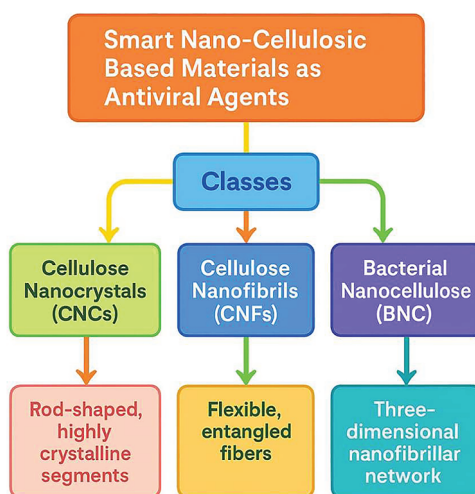 Smart Nano-Cellulosic
Based Materials as
Antiviral Agents
Classes
Cellulose
Nanocrystals
(CNCs)
Cellulose
Nanofibrils
(CNFs)
Bacterial
Nanocellulose
(BNC)
Rod-shaped,
highly
crystalline
segments
Flexible,
entangled
fibers
Three-
dimensional
nanofibrillar
network